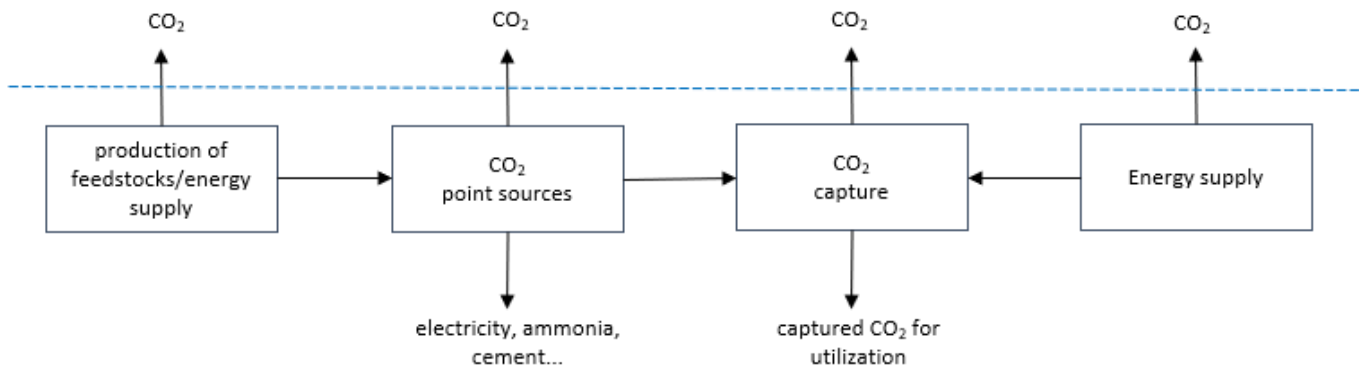 CO₂
CO₂
CO₂
CO₂
production of
feedstocks/energy
supply
CO₂
point sources
CO₂
capture
Energy supply
electricity, ammonia,
cement...
captured CO₂ for
utilization